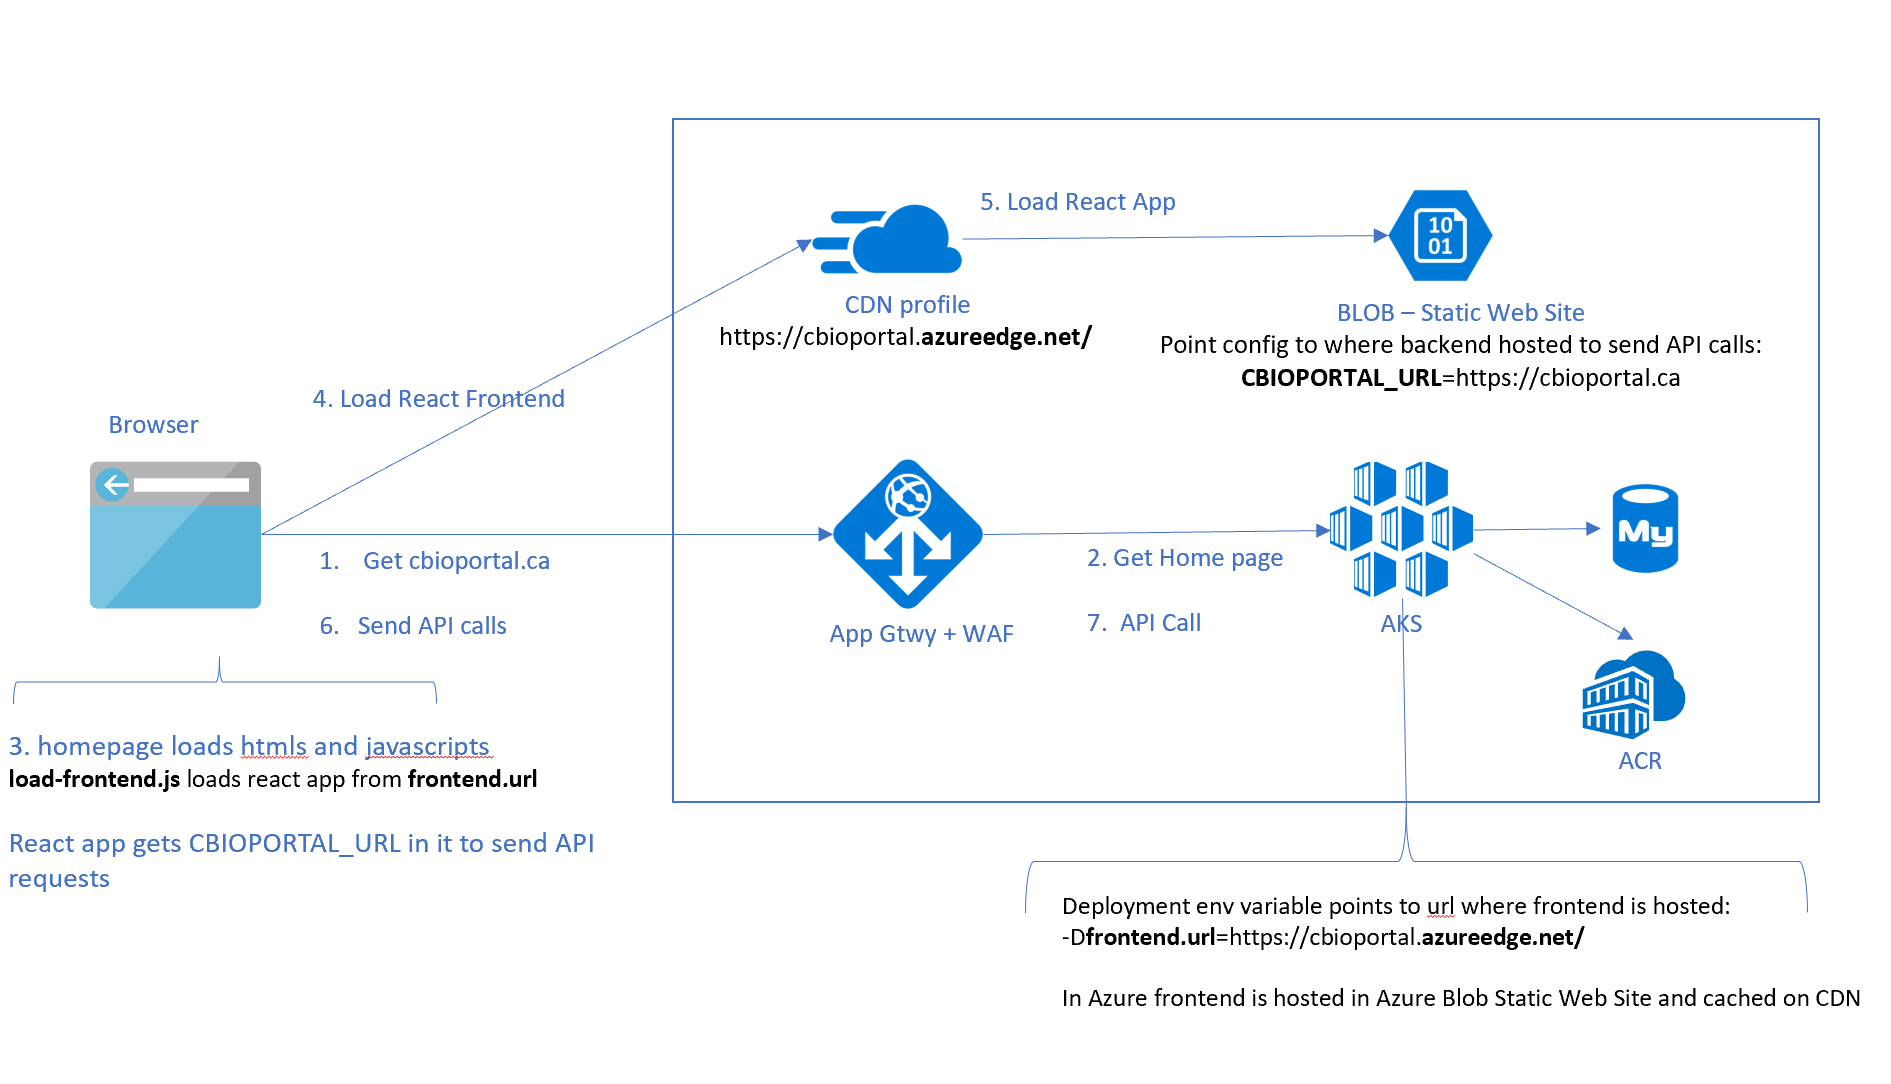 5. Load React App
10
01
CDN profile
https://cbioportal.azureedge.net/
BLOB – Static Web Site
Point config to where backend hosted to send API calls:
CBIOPORTAL_URL=https://cbioportal.ca
4. Load React Frontend
Browser
My
1. Get cbioportal.ca
2. Get Home page
6. Send API calls
App Gtwy + WAF
7. API Call
AKS
ACR
3. homepage loads htmls and javascripts
load-frontend.js loads react app from frontend.url
React app gets CBIOPORTAL_URL in it to send API
requests
Deployment env variable points to url where frontend is hosted:
-Dfrontend.url=https://cbioportal.azureedge.net/
In Azure frontend is hosted in Azure Blob Static Web Site and cached on CDN